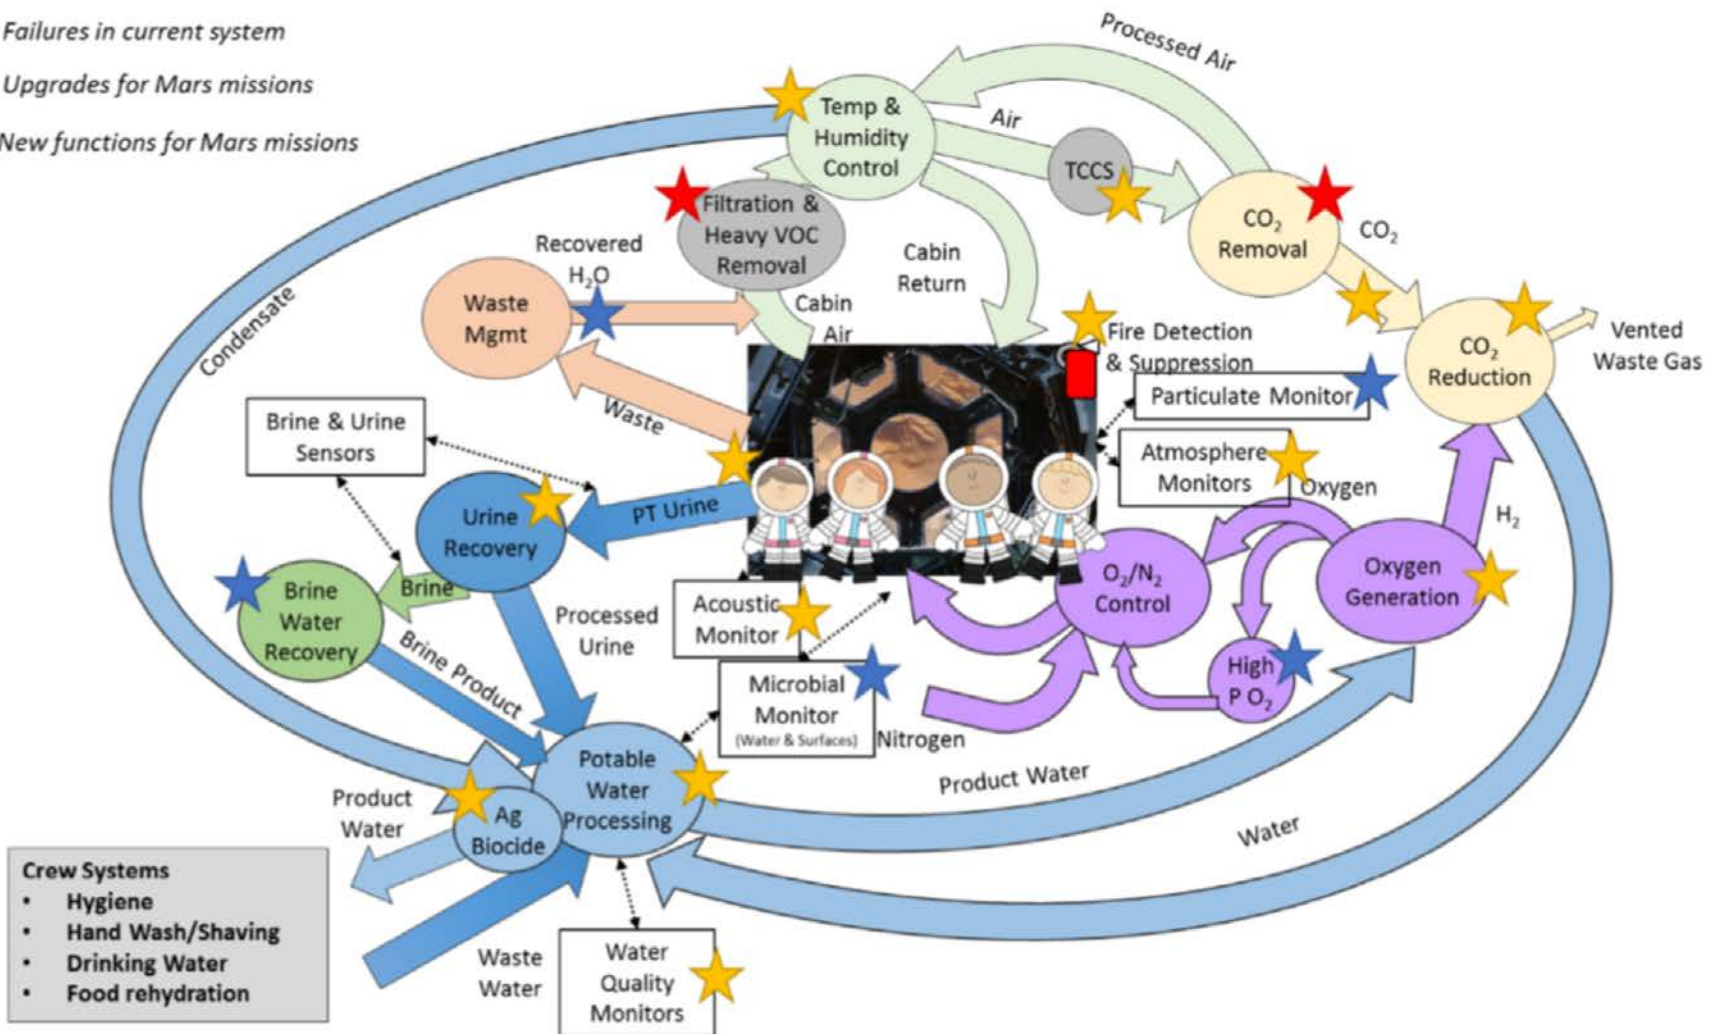 Failures in current system
Upgrades for Mars missions
New functions for Mars missions
Processed Air
Temp &
Humidity
Control
Air
TCCS
Filtration &
Heavy VOC
Removal
CO₂
Removal
CO₂
Recovered
H₂O
Cabin
Return
Waste
Mgmt
Cabin
Air
Condensate
Fire Detection
& Suppression
CO₂
Reduction
Vented
Waste Gas
Particulate Monitor
Waste
Brine & Urine
Sensors
Atmosphere
Monitors
Oxygen
PT Urine
Urine
Recovery
H₂
Brine
Brine
Water
Recovery
O₂/N₂
Control
Oxygen
Generation
Processed
Urine
Acoustic
Monitor
Brine Product
High
P O₂
Microbial
Monitor
(Water & Surfaces)
Nitrogen
Potable
Water
Processing
Product Water
Product
Water
Ag
Biocide
Water
Crew Systems
• Hygiene
• Hand Wash/Shaving
• Drinking Water
• Food rehydration
Waste
Water
Water
Quality
Monitors